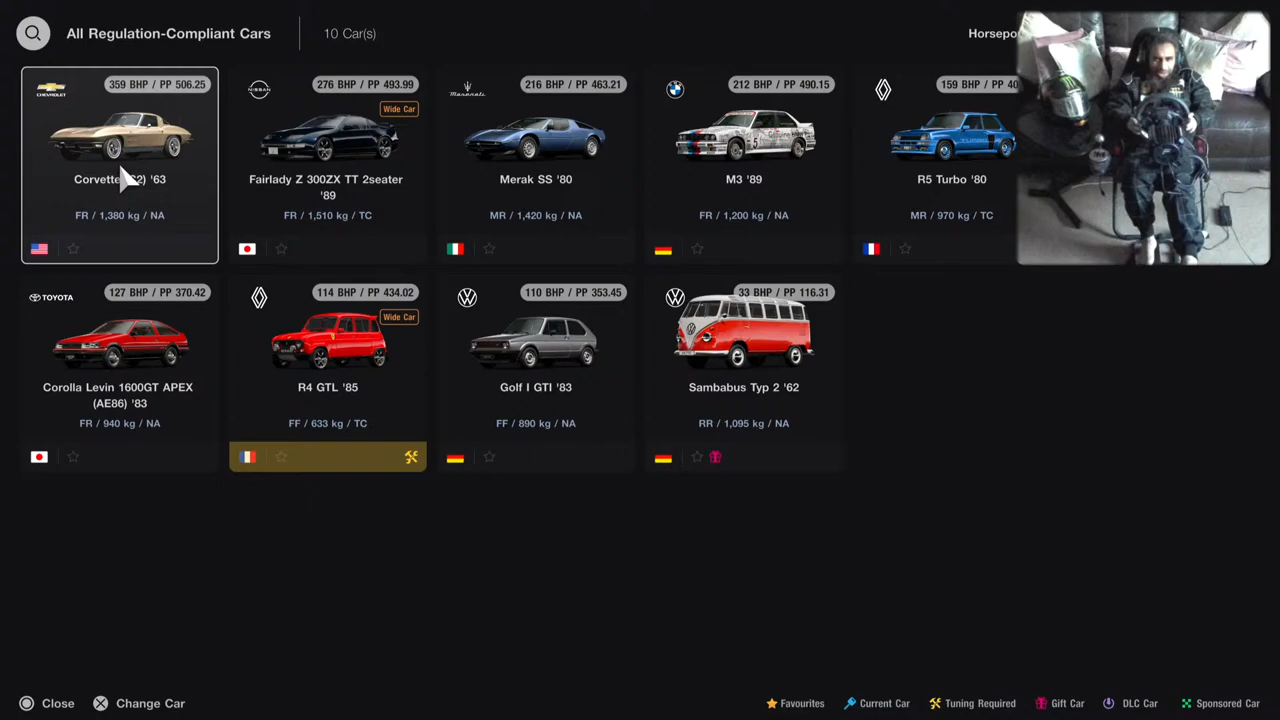 All Regulation-Compliant Cars
10 Car(s)
CHEVROLET
359 BHP / PP 506.25
'63
FR / 1,380 kg / NA
NISSAN
276 BHP / PP 493.99
Wide Car
Fairlady Z 300ZX TT 2seater
'89
FR / 1,510 kg / TC
Maserati
216 BHP / PP 463.21
Merak SS '80
MR / 1,420 kg / NA
212 BHP / PP 490.15
M3 '89
FR / 1,200 kg / NA
159 BHP / PP 40
R5 Turbo '80
MR / 970 kg / TC
TOYOTA
127 BHP / PP 370.42
Corolla Levin 1600GT APEX
(AE86) '83
FR / 940 kg / NA
114 BHP / PP 434.02
Wide Car
R4 GTL '85
FF / 633 kg / TC
110 BHP / PP 353.45
Golf I GTI '83
FF / 890 kg / NA
33 BHP / PP 116.31
Sambabus Typ 2 '62
RR / 1,095 kg / NA
Close
Change Car
Favourites
Current Car
Tuning Required
Gift Car
DLC Car
Sponsored Car